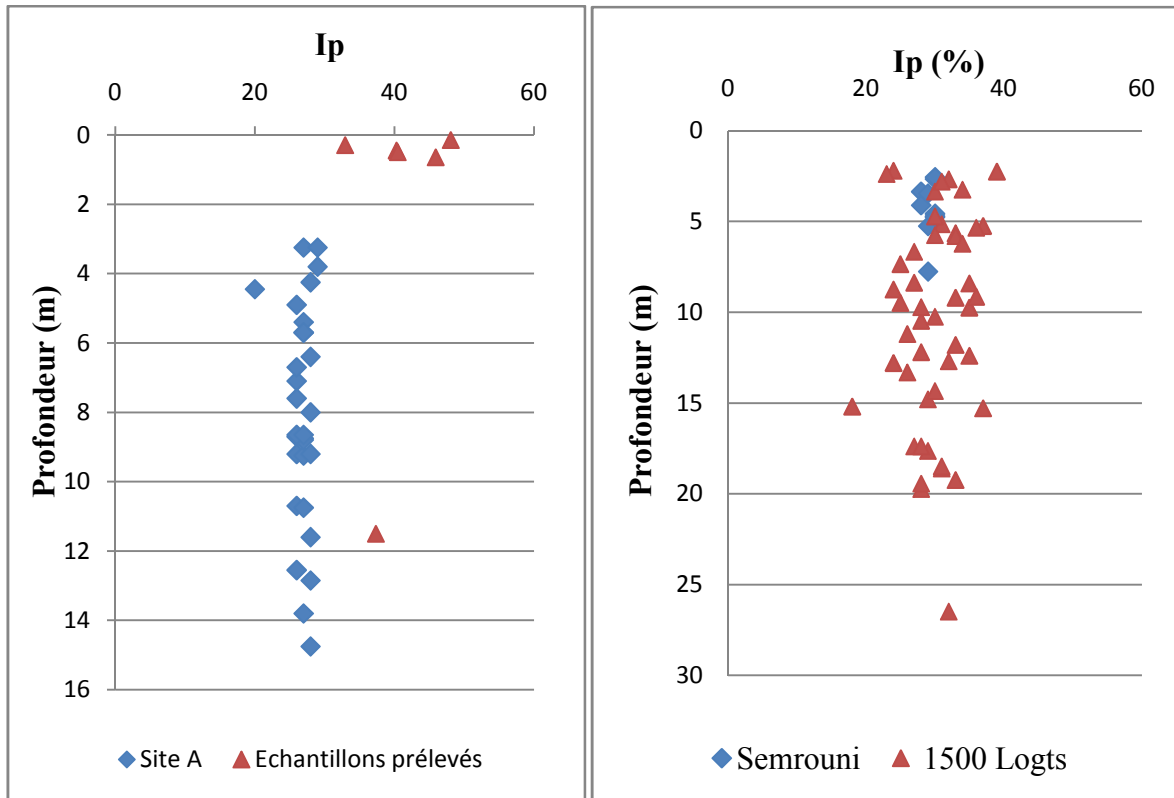 Ip
0 20 40 60
0
2
4
6
8
10
12
14
16
Profondeur (m)
Site A Echantillons prélevés
Ip (%)
0 20 40 60
0
5
10
15
20
25
30
Profondeur (m)
Semrouni 1500 Logts